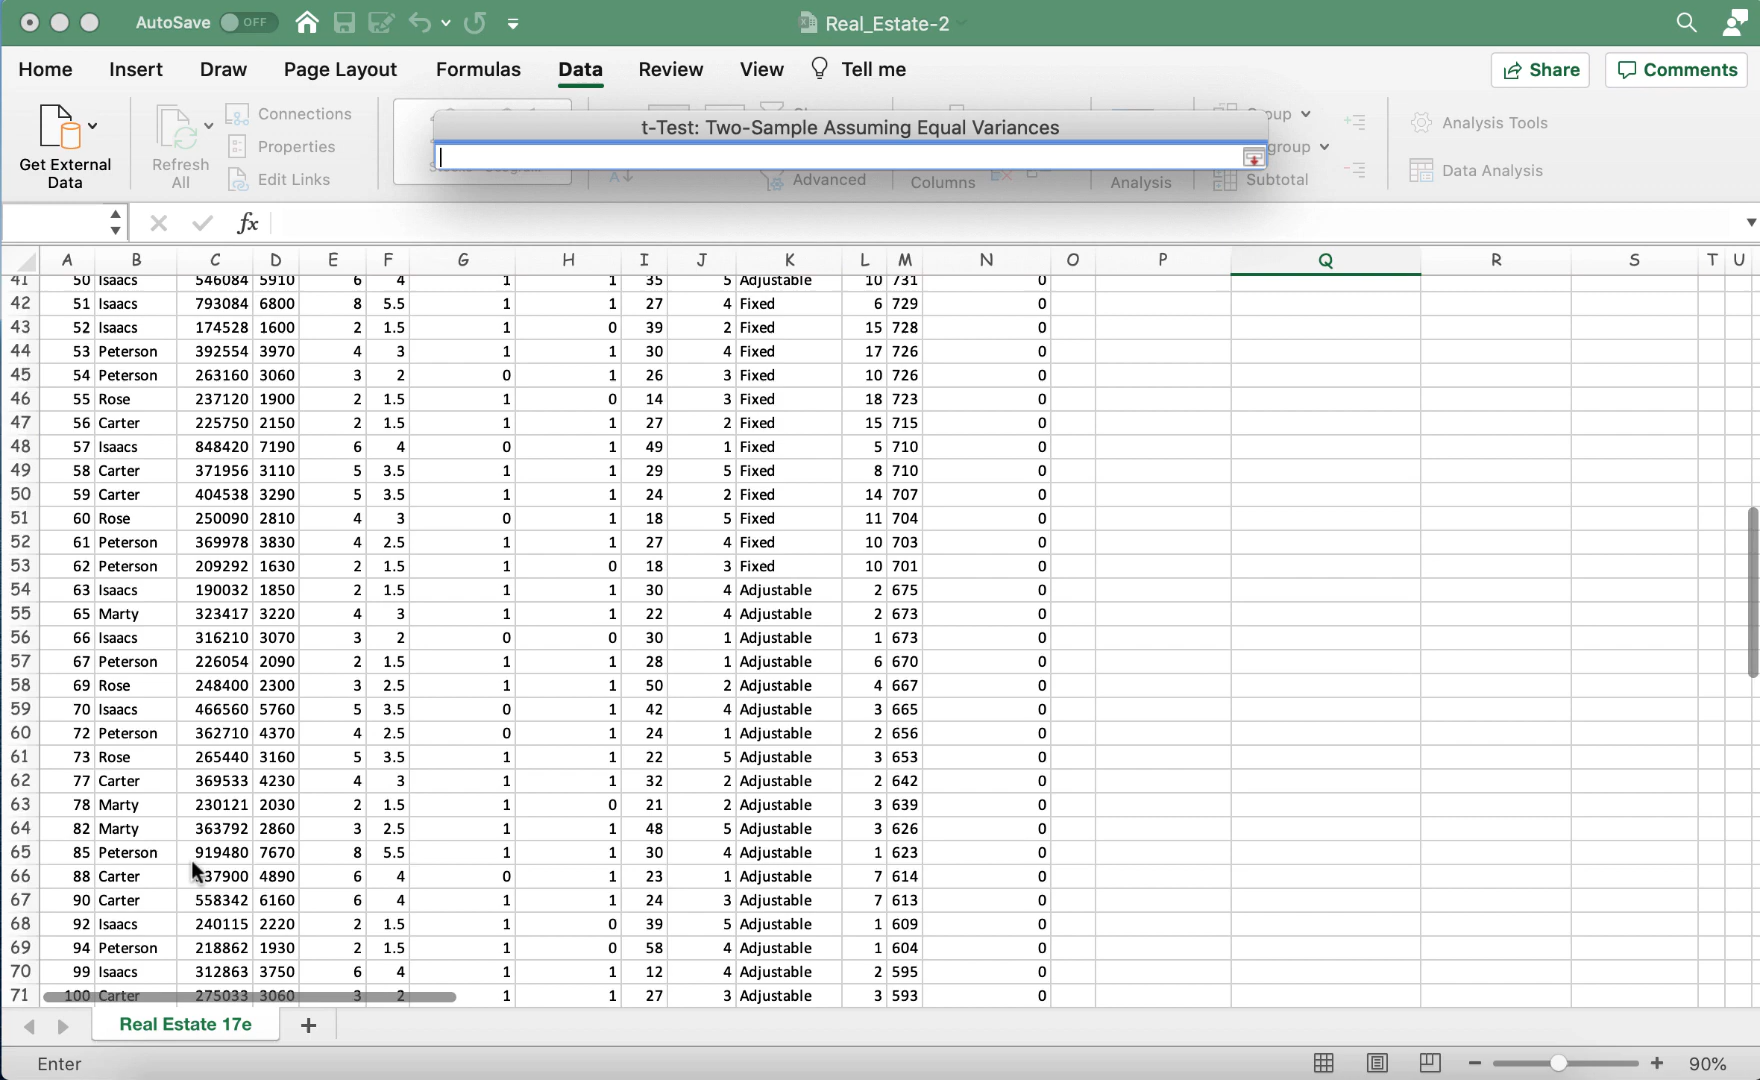 AutoSave OFF Real_Estate-2
Home Insert Draw Page Layout Formulas Data Review View Tell me Share Comments
Get External Data
Refresh All
Connections
Properties
Edit Links
t-Test: Two-Sample Assuming Equal Variances
Advanced
Columns
Analysis
Subtotal
Analysis Tools
Data Analysis
fx
A B C D E F G H I J K L M N O P Q R S T U
41 50 Isaacs 546084 5910 6 4 1 1 35 5 Adjustable 10 731 0
42 51 Isaacs 793084 6800 8 5.5 1 1 27 4 Fixed 6 729 0
43 52 Isaacs 174528 1600 2 1.5 1 0 39 2 Fixed 15 728 0
44 53 Peterson 392554 3970 4 3 1 1 30 4 Fixed 17 726 0
45 54 Peterson 263160 3060 3 2 0 1 26 3 Fixed 10 726 0
46 55 Rose 237120 1900 2 1.5 1 0 14 3 Fixed 18 723 0
47 56 Carter 225750 2150 2 1.5 1 1 27 2 Fixed 15 715 0
48 57 Isaacs 848420 7190 6 4 0 1 49 1 Fixed 5 710 0
49 58 Carter 371956 3110 5 3.5 1 1 29 5 Fixed 8 710 0
50 59 Carter 404538 3290 5 3.5 1 1 24 2 Fixed 14 707 0
51 60 Rose 250090 2810 4 3 0 1 18 5 Fixed 11 704 0
52 61 Peterson 369978 3830 4 2.5 1 1 27 4 Fixed 10 703 0
53 62 Peterson 209292 1630 2 1.5 1 0 18 3 Fixed 10 701 0
54 63 Isaacs 190032 1850 2 1.5 1 1 30 4 Adjustable 2 675 0
55 65 Marty 323417 3220 4 3 1 1 22 4 Adjustable 2 673 0
56 66 Isaacs 316210 3070 3 2 0 0 30 1 Adjustable 1 673 0
57 67 Peterson 226054 2090 2 1.5 1 1 28 1 Adjustable 6 670 0
58 69 Rose 248400 2300 3 2.5 1 1 50 2 Adjustable 4 667 0
59 70 Isaacs 466560 5760 5 3.5 0 1 42 4 Adjustable 3 665 0
60 72 Peterson 362710 4370 4 2.5 0 1 24 1 Adjustable 2 656 0
61 73 Rose 265440 3160 5 3.5 1 1 22 5 Adjustable 3 653 0
62 77 Carter 369533 4230 4 3 1 1 32 2 Adjustable 2 642 0
63 78 Marty 230121 2030 2 1.5 1 0 21 2 Adjustable 3 639 0
64 82 Marty 363792 2860 3 2.5 1 1 48 5 Adjustable 3 626 0
65 85 Peterson 919480 7670 8 5.5 1 1 30 4 Adjustable 1 623 0
66 88 Carter 37900 4890 6 4 0 1 23 1 Adjustable 7 614 0
67 90 Carter 558342 6160 6 4 1 1 24 3 Adjustable 7 613 0
68 92 Isaacs 240115 2220 2 1.5 1 0 39 5 Adjustable 1 609 0
69 94 Peterson 218862 1930 2 1.5 1 0 58 4 Adjustable 1 604 0
70 99 Isaacs 312863 3750 6 4 1 1 12 4 Adjustable 2 595 0
71 100 Carter 275033 3060 3 2 1 1 27 3 Adjustable 3 593 0
Real Estate 17e
Enter 90%